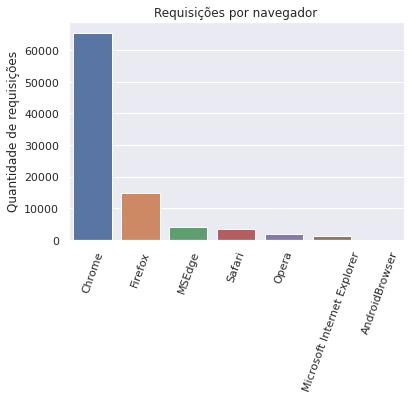 Requisições por navegador
Quantidade de requisições
60000
50000
40000
30000
20000
10000
0
Chrome
Firefox
MSEdge
Safari
Opera
Microsoft Internet Explorer
AndroidBrowser